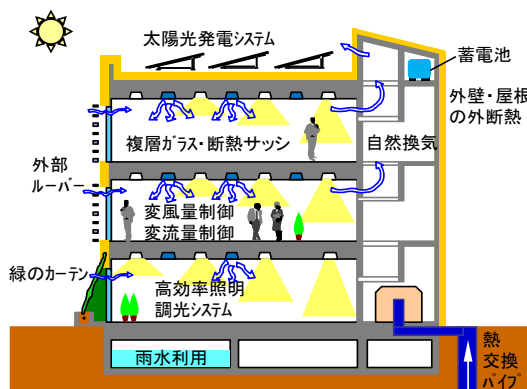 太陽光発電システム
蓄電池
外壁・屋根
の外断熱
複層ガラス・断熱サッシ
自然換気
外部
ルーバー
変風量制御
変流量制御
緑のカーテン
高効率照明
調光システム
雨水利用
熱
交換
パイプ